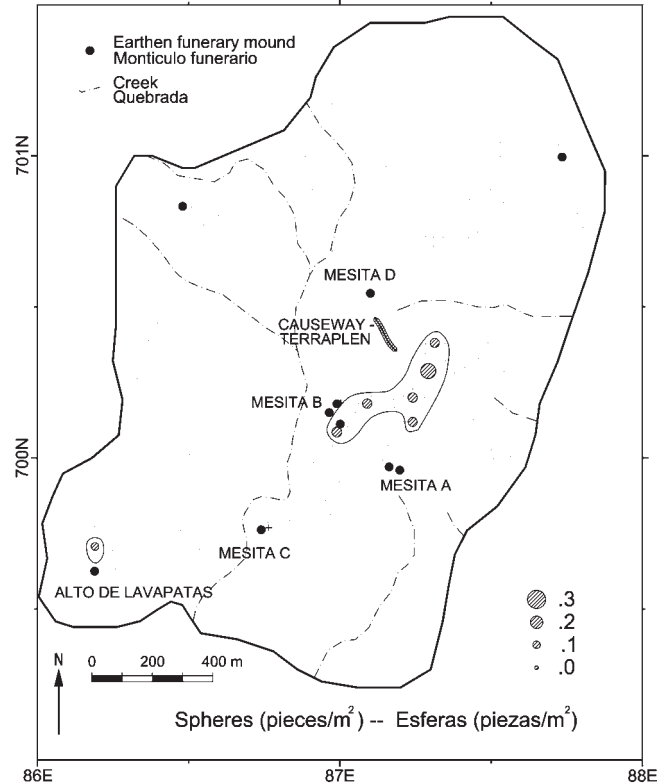 Earthen funerary mound
Monticulo funerario
Creek
Quebrada
701N
MESITA D
CAUSEWAY -
TERRAPLEN
MESITA B
700N
MESITA A
MESITA C
ALTO DE LAVAPATAS
.3
.2
.1
.0
N
0 200 400 m
Spheres (pieces/m²) -- Esferas (piezas/m²)
86E 87E 88E